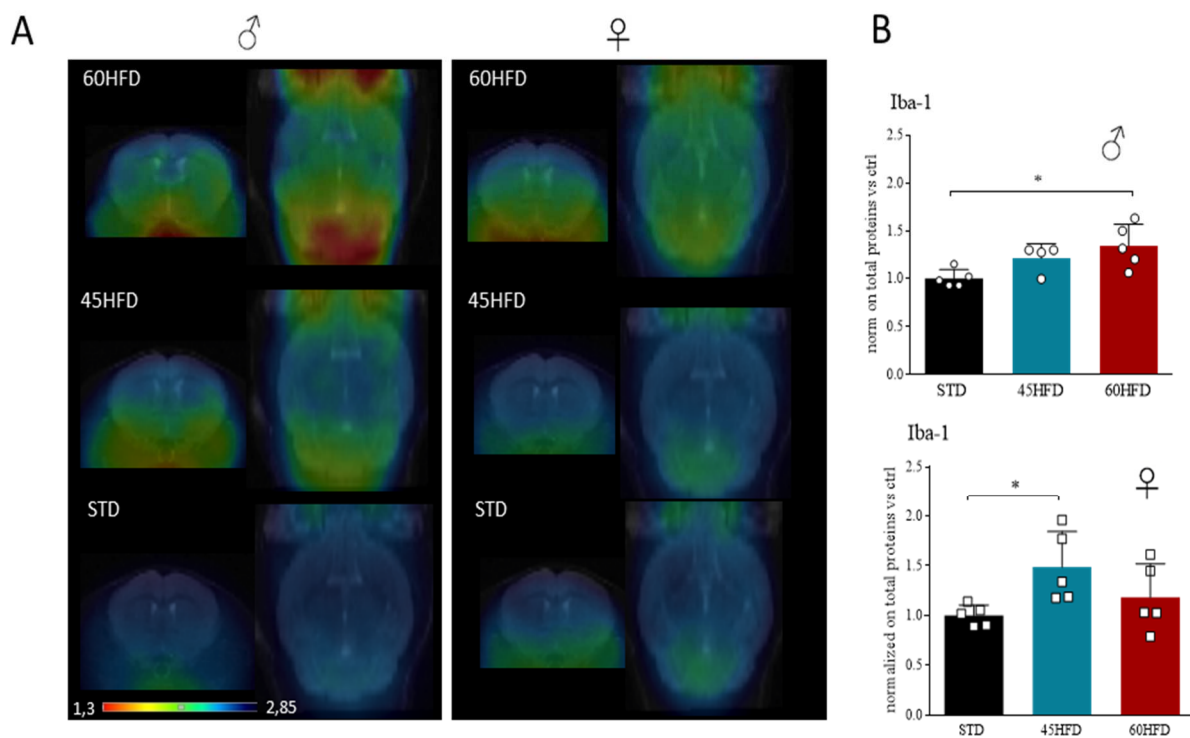 A
♂
♀
B
60HFD
60HFD
45HFD
45HFD
STD
STD
1,3
2,85
Iba-1
♂
norm on total proteins vs ctrl
2.5
2.0
1.5
1.0
0.5
0.0
*
STD
45HFD
60HFD
Iba-1
♀
normalized on total proteins vs ctrl
2.5
2.0
1.5
1.0
0.5
0.0
*
STD
45HFD
60HFD